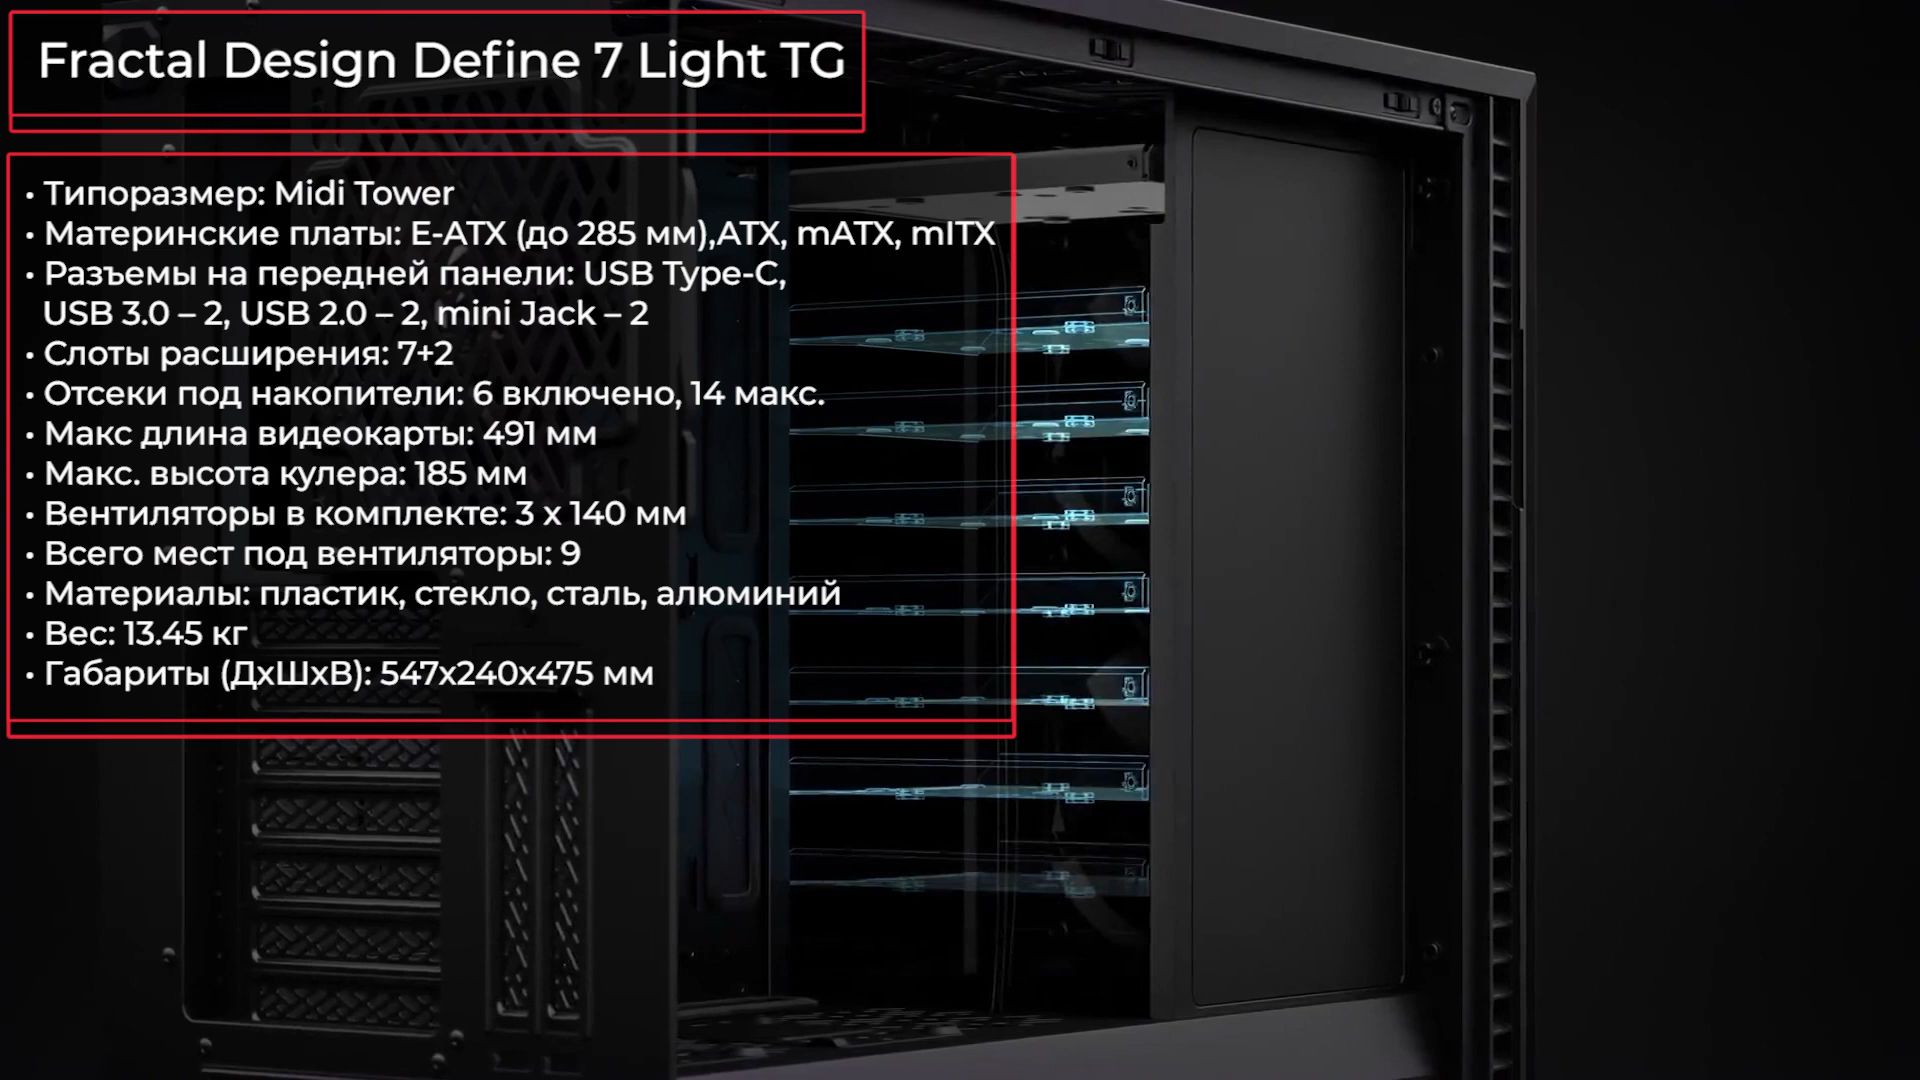 Fractal Design Define 7 Light TG
• Типоразмер: Midi Tower
• Материнские платы: E-ATX (до 285 мм),ATX, mATX, mITX
• Разъемы на передней панели: USB Type-C,
USB 3.0 – 2, USB 2.0 – 2, mini Jack – 2
• Слоты расширения: 7+2
• Отсеки под накопители: 6 включено, 14 макс.
• Макс длина видеокарты: 491 мм
• Макс. высота кулера: 185 мм
• Вентиляторы в комплекте: 3 x 140 мм
• Всего мест под вентиляторы: 9
• Материалы: пластик, стекло, сталь, алюминий
• Вес: 13.45 кг
• Габариты (ДхШхВ): 547x240x475 мм